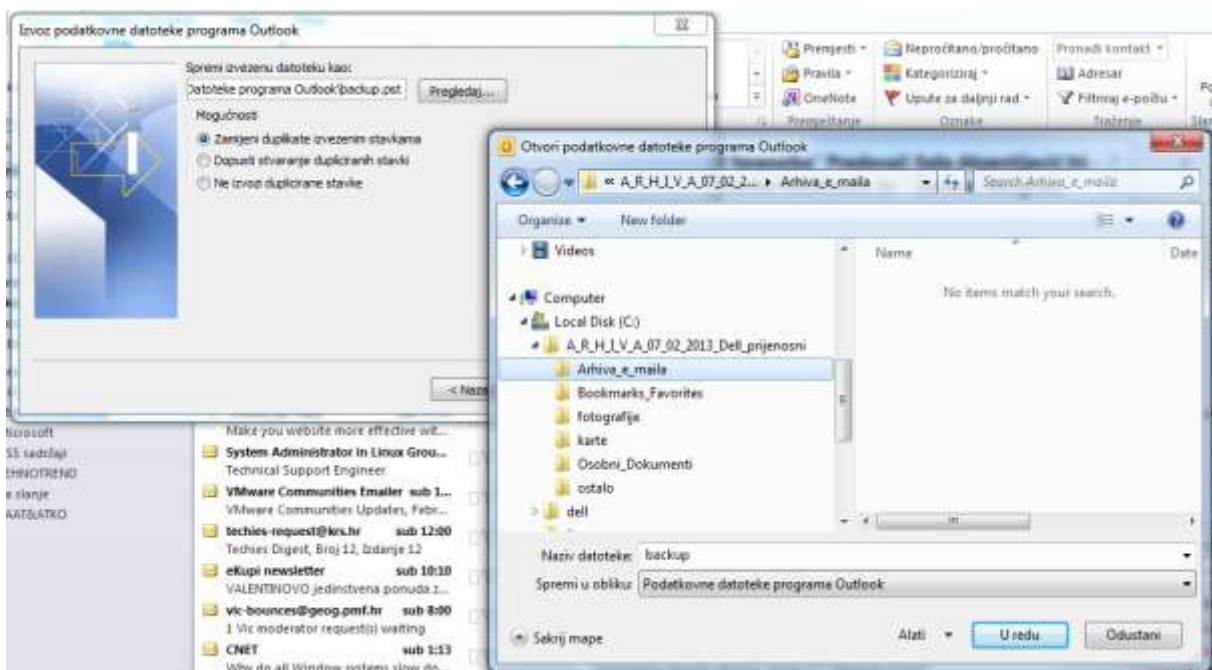 Izvoz podatkovne datoteke programa Outlook
Spremi izvezenu datoteku kao:
Datoteke programa Outlook\backup.pst
Pregledaj...
Mogućnosti
Zamijeni duplikate izvezenim stavkama
Dopusti stvaranje dupliciranih stavki
Ne izvozi duplicirane stavke
< Naza
Premjesti
Pravila
OneNote
Premještanje
Nepročitano/pročitano
Kategoriziraj
Upute za daljnji rad
Oznake
Pronađi kontakt
Adresar
Filtriraj e-poštu
Traženje
Otvori podatkovne datoteke programa Outlook
« A_R_H_I_V_A_07_02_2... ▸ Arhiva_e_maila
Search Arhiva_e_maila
Organize
New folder
Videos
Computer
Local Disk (C:)
A_R_H_I_V_A_07_02_2013_Dell_prijenosni
Arhiva_e_maila
Bookmarks_Favorites
fotografije
karte
Osobni_Dokumenti
ostalo
dell
Name
Date
No items match your search.
Naziv datoteke: backup
Spremi u obliku: Podatkovne datoteke programa Outlook
Sakrij mape
Alati
U redu
Odustani
Make you website more effective wit...
System Administrator in Linux Grou...
Technical Support Engineer
VMware Communities Emailer sub 1...
VMware Communities Updates, Febr...
techies-request@krs.hr sub 12:00
Techies Digest, Broj 12, Izdanje 12
eKupi newsletter sub 10:10
VALENTINOVO jedinstvena ponuda z...
vic-bounces@geog.pmf.hr sub 8:00
1 Vic moderator request(s) waiting
CNET sub 1:13
Why do all Window systems slow do...